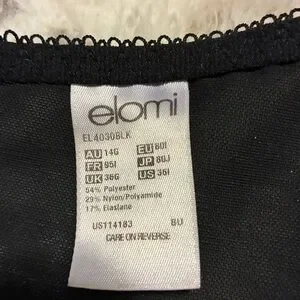 elomi
EL4030BLK
AU 14G EU 80I
FR 95I JP 80J
UK 36G US 36I
54% Polyester
29% Nylon/Polyamide
17% Elastane
US114183 BU
CARE ON REVERSE